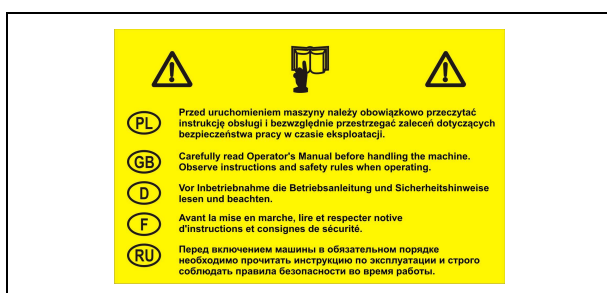 PL
Przed uruchomieniem maszyny należy obowiązkowo przeczytać
instrukcję obsługi i bezwzględnie przestrzegać zaleceń dotyczących
bezpieczeństwa pracy w czasie eksploatacji.
GB
Carefully read Operator's Manual before handling the machine.
Observe instructions and safety rules when operating.
D
Vor Inbetriebnahme die Betriebsanleitung und Sicherheitshinweise
lesen und beachten.
F
Avant la mise en marche, lire et respecter notive
d'instructions et consignes de sécurité.
RU
Перед включением машины в обязательном порядке
необходимо прочитать инструкцию по эксплуатации и строго
соблюдать правила безопасности во время работы.